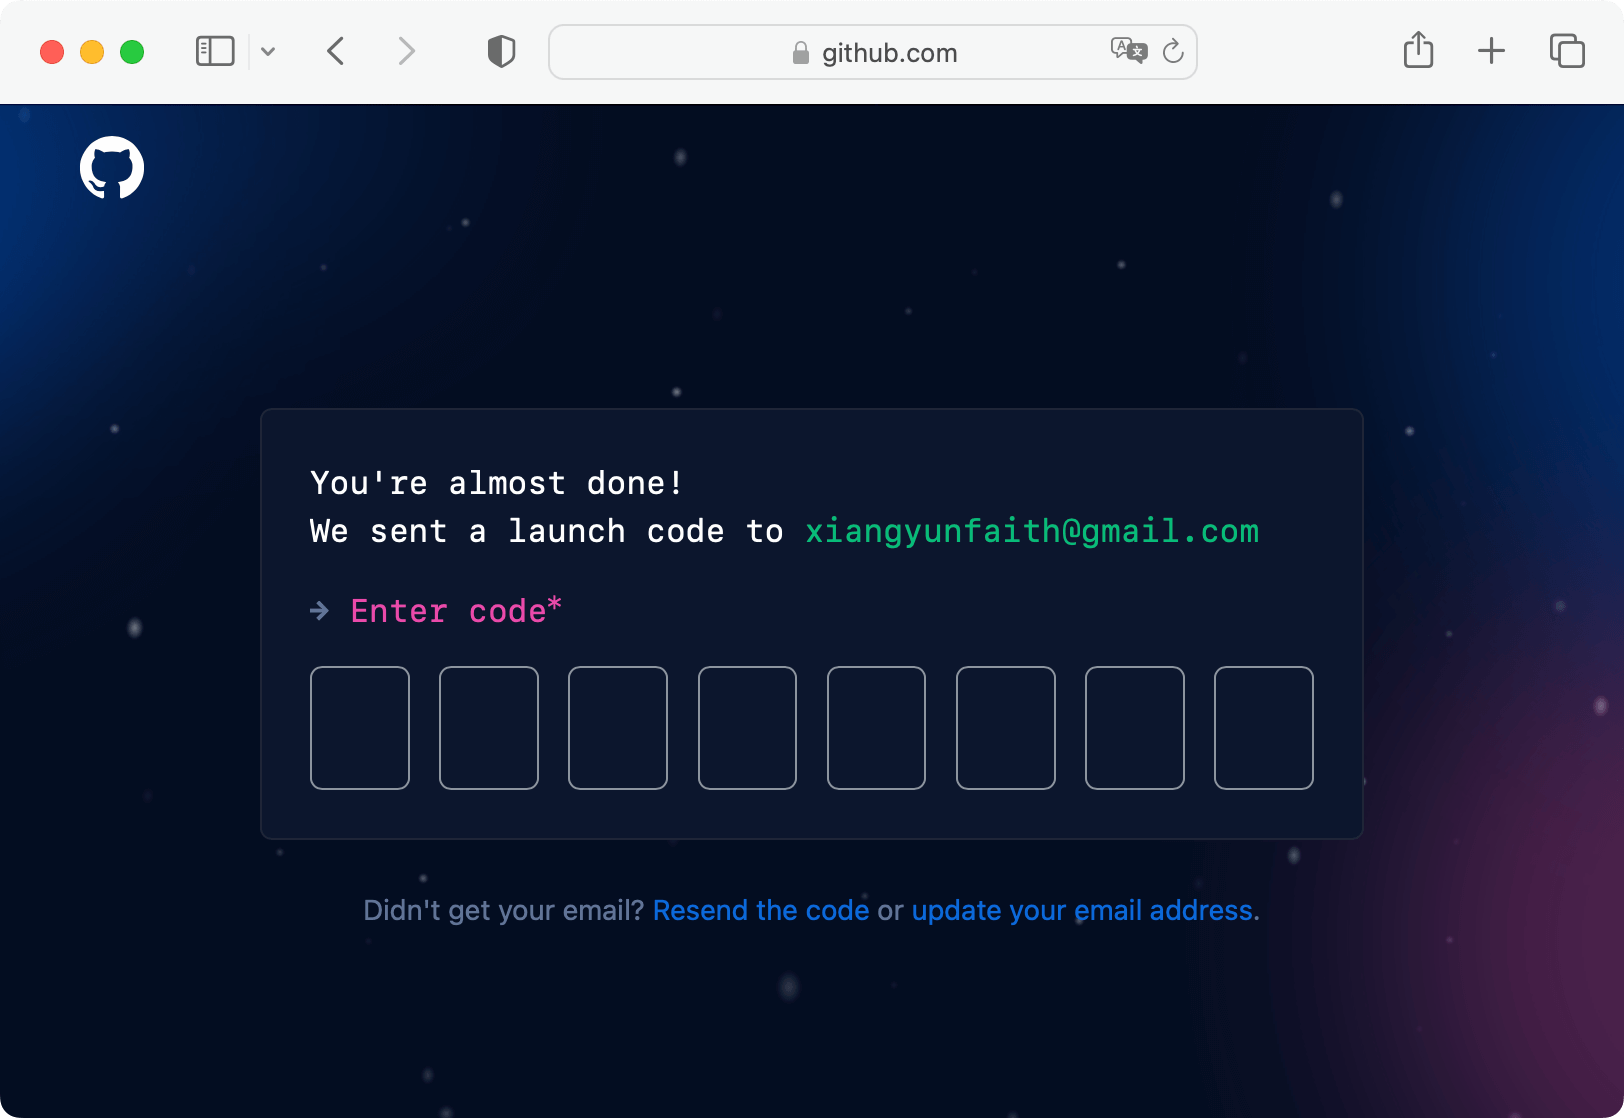 github.com
You're almost done!
We sent a launch code to xiangyunfaith@gmail.com
→ Enter code*
Didn't get your email? Resend the code or update your email address.